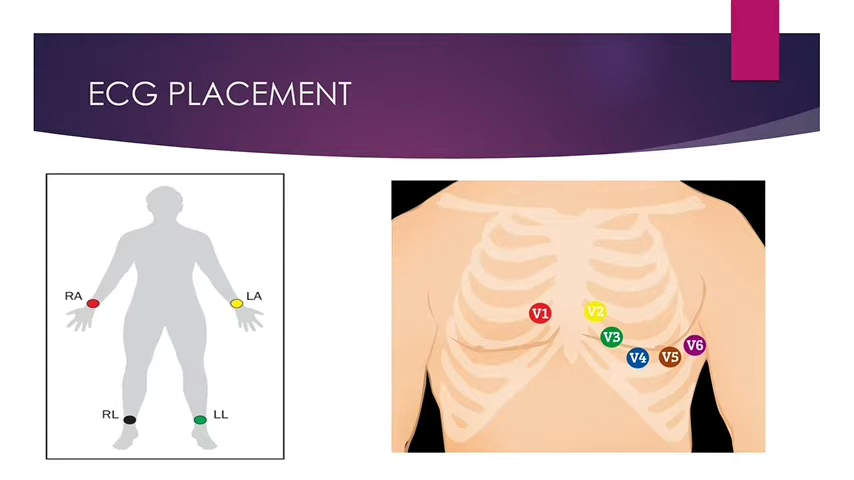 ECG PLACEMENT
RA
LA
RL
LL
V1
V2
V3
V4
V5
V6